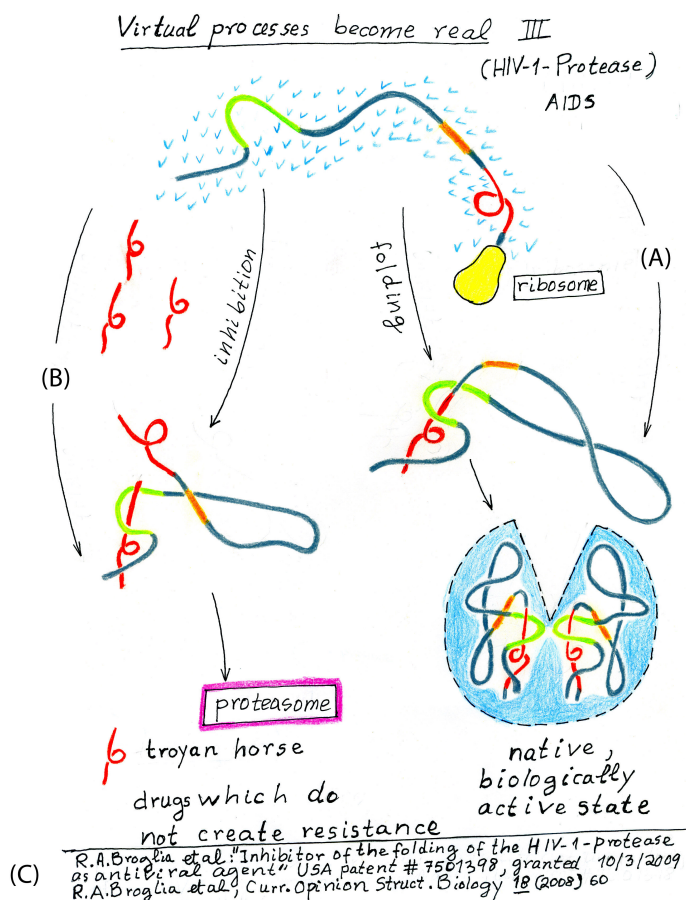 Virtual processes become real III
(HIV-1-Protease)
AIDS
(A)
ribosome
folding
inhibition
(B)
proteasome
troyan horse
drugs which do
not create resistance
native,
biologically
active state
(C)
R.A.Broglia et al: "Inhibitor of the folding of the HIV-1-protease
as antiviral agent" USA patent # 7501398, granted 10/3/2009
R.A.Broglia et al, Curr. Opinion Struct. Biology 18 (2008) 60